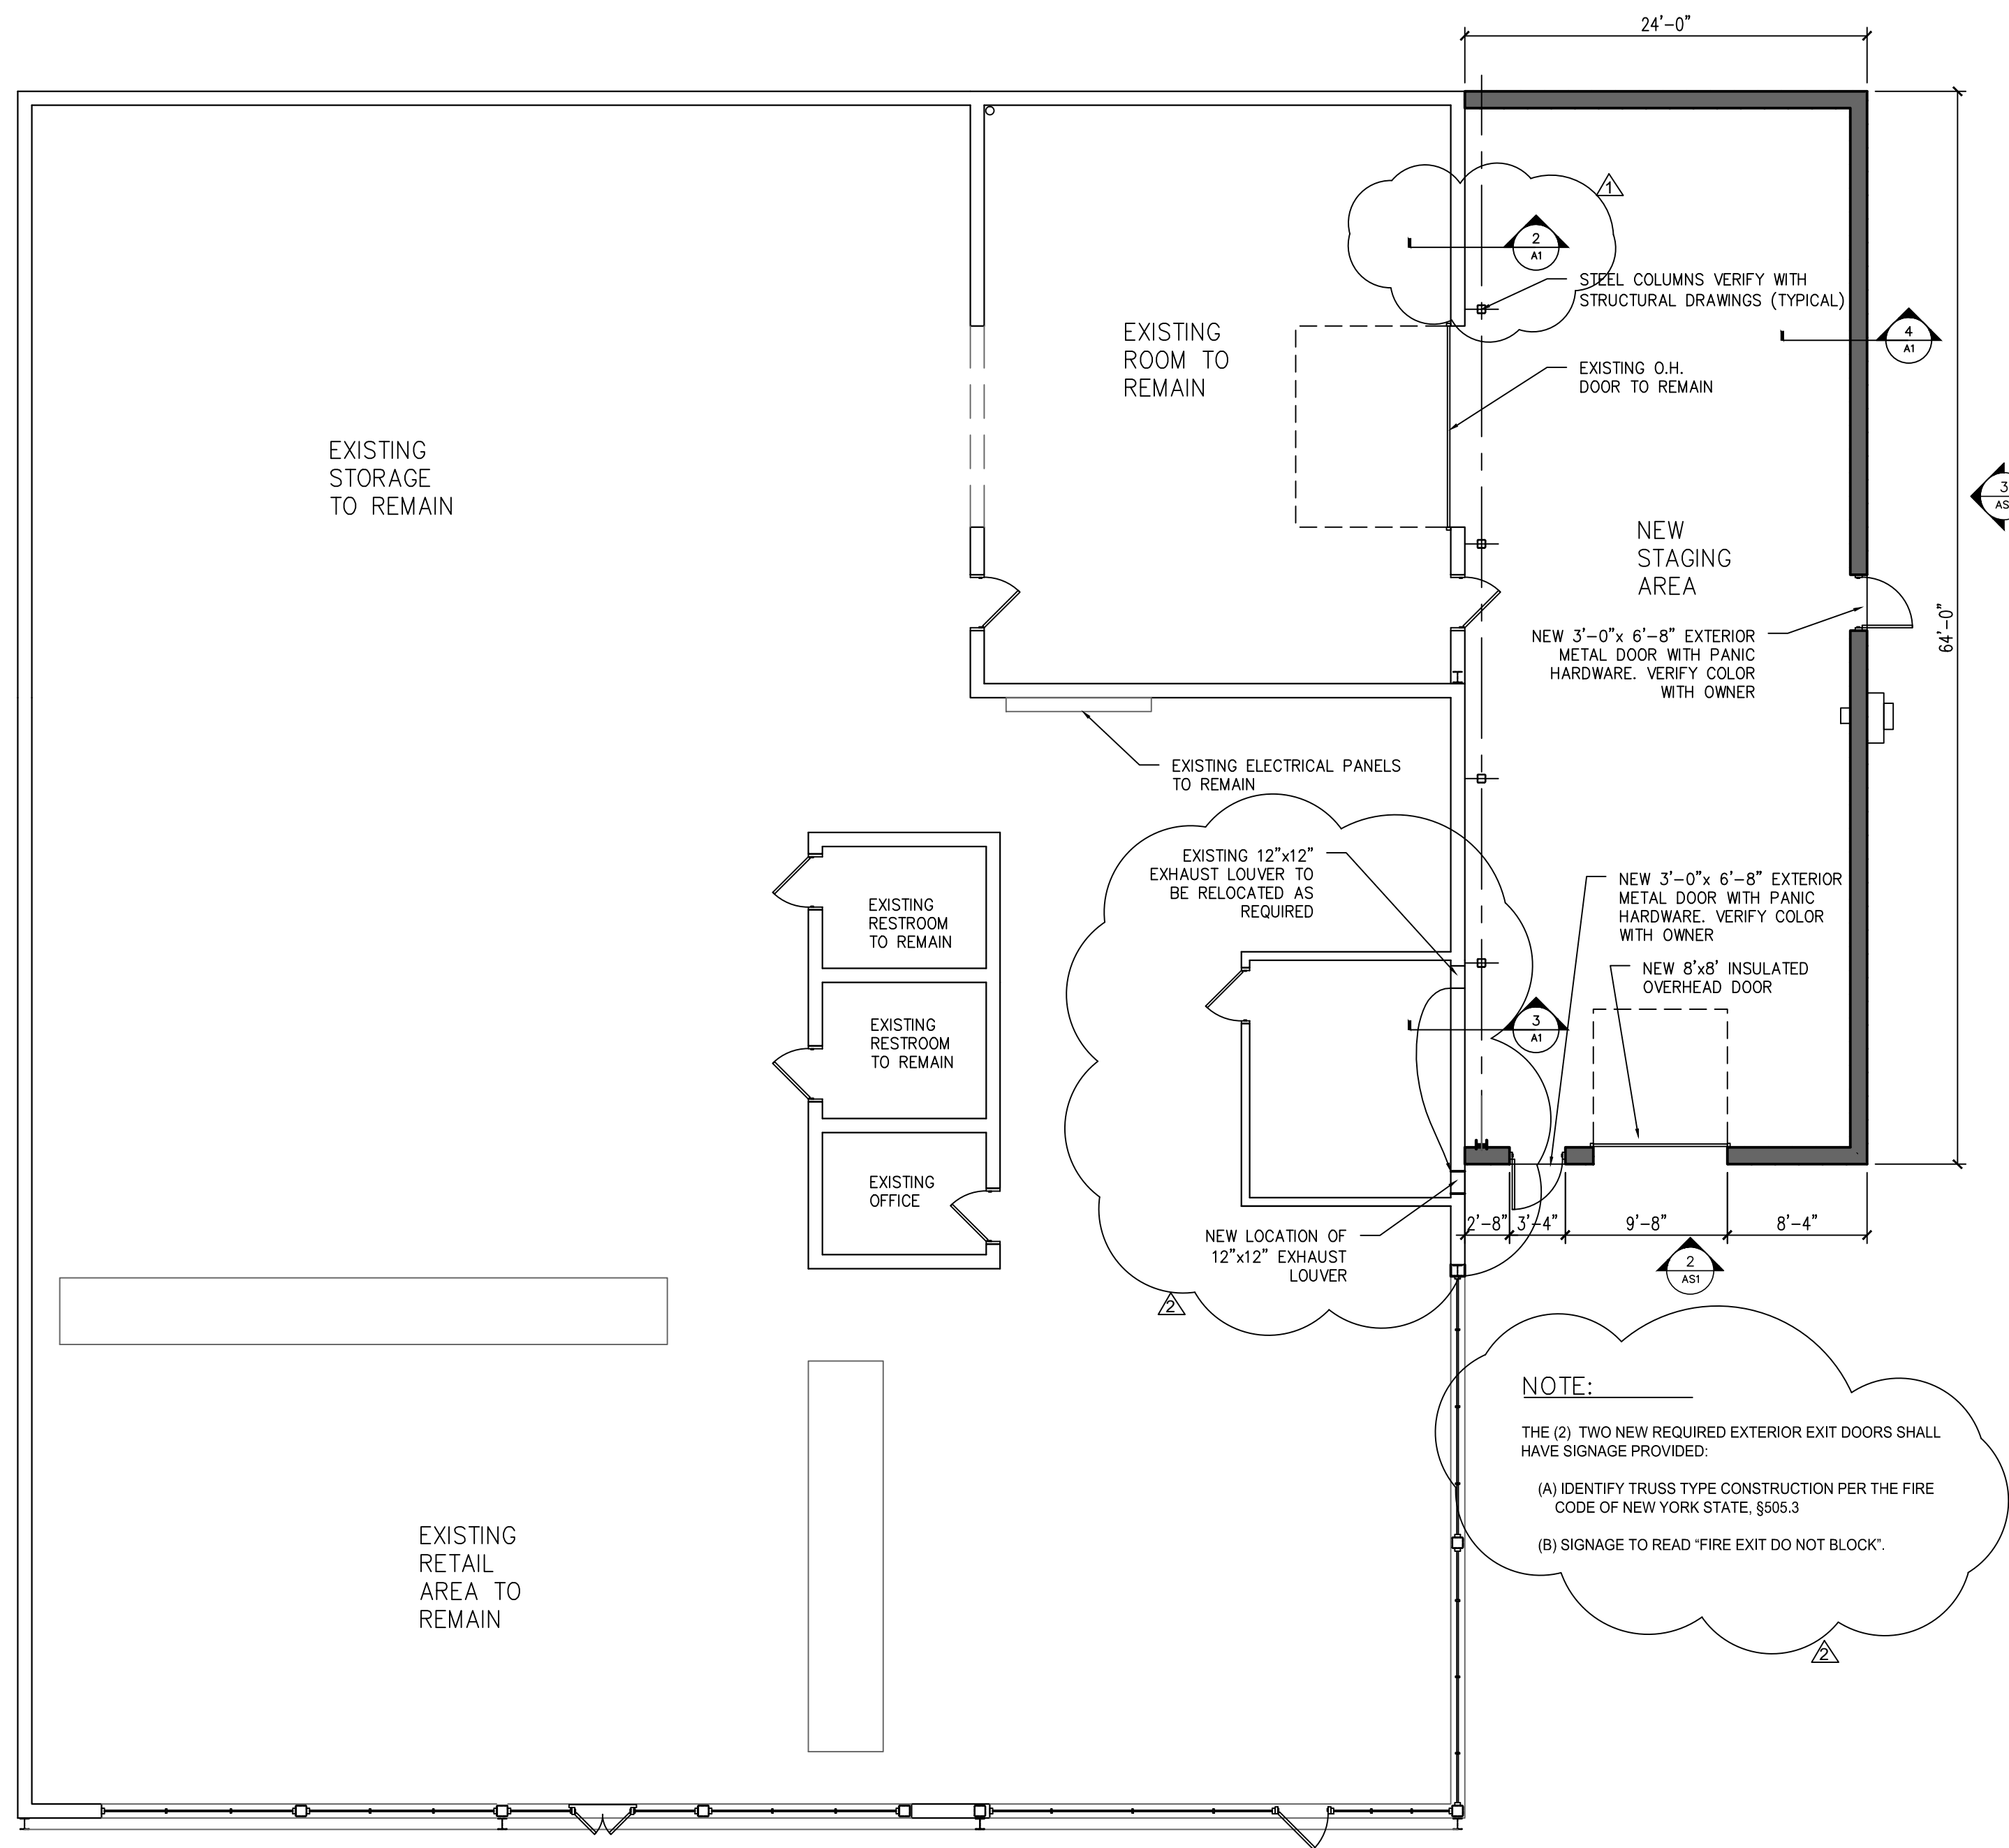 24'-0"
1
2
A1
STEEL COLUMNS VERIFY WITH
STRUCTURAL DRAWINGS (TYPICAL)
4
A1
EXISTING
ROOM TO
REMAIN
EXISTING O.H.
DOOR TO REMAIN
EXISTING
STORAGE
TO REMAIN
3
AS
NEW
STAGING
AREA
64'-0"
NEW 3'-0"x 6'-8" EXTERIOR
METAL DOOR WITH PANIC
HARDWARE. VERIFY COLOR
WITH OWNER
EXISTING ELECTRICAL PANELS
TO REMAIN
EXISTING 12"x12"
EXHAUST LOUVER TO
BE RELOCATED AS
REQUIRED
NEW 3'-0"x 6'-8" EXTERIOR
METAL DOOR WITH PANIC
HARDWARE. VERIFY COLOR
WITH OWNER
EXISTING
RESTROOM
TO REMAIN
NEW 8'x8' INSULATED
OVERHEAD DOOR
EXISTING
RESTROOM
TO REMAIN
3
A1
EXISTING
OFFICE
2'-8"
3'-4"
9'-8"
8'-4"
NEW LOCATION OF
12"x12" EXHAUST
LOUVER
2
AS1
2
NOTE:
THE (2) TWO NEW REQUIRED EXTERIOR EXIT DOORS SHALL
HAVE SIGNAGE PROVIDED:
(A) IDENTIFY TRUSS TYPE CONSTRUCTION PER THE FIRE
CODE OF NEW YORK STATE, §505.3
(B) SIGNAGE TO READ “FIRE EXIT DO NOT BLOCK”.
2
EXISTING
RETAIL
AREA TO
REMAIN